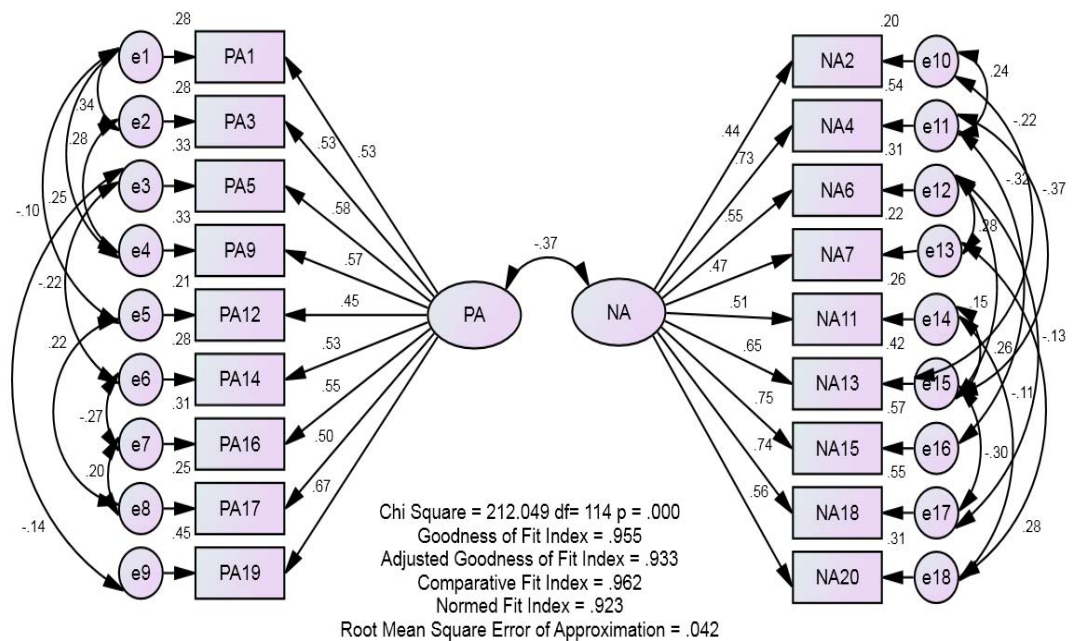 .28
e1
PA1
.28
e2
PA3
.33
e3
PA5
.33
e4
PA9
.21
e5
PA12
.28
e6
PA14
.31
e7
PA16
.25
e8
PA17
.45
e9
PA19
.34
.28
.25
-.10
-.22
.22
-.27
.20
-.14
.53
.53
.58
.57
.45
.53
.55
.50
.67
PA
-.37
NA
.44
.73
.55
.47
.51
.65
.75
.74
.56
.20
NA2
e10
.54
NA4
e11
.31
NA6
e12
.22
NA7
e13
.26
NA11
e14
.42
NA13
e15
.57
NA15
e16
.55
NA18
e17
.31
NA20
e18
.24
-.22
-.32
-.37
.28
.15
.26
-.13
-.11
-.30
.28
Chi Square = 212.049 df= 114 p = .000
Goodness of Fit Index = .955
Adjusted Goodness of Fit Index = .933
Comparative Fit Index = .962
Normed Fit Index = .923
Root Mean Square Error of Approximation = .042